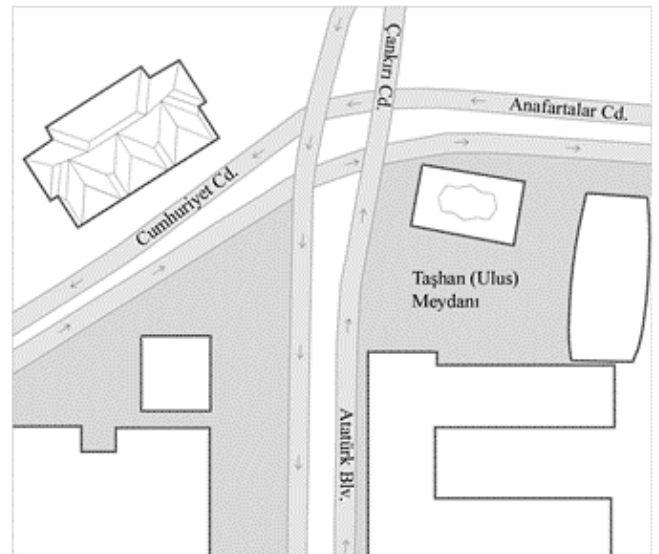 Çankırı Cd.
Anafartalar Cd.
Cumhuriyet Cd.
Taşhan (Ulus)
Meydanı
Atatürk Blv.